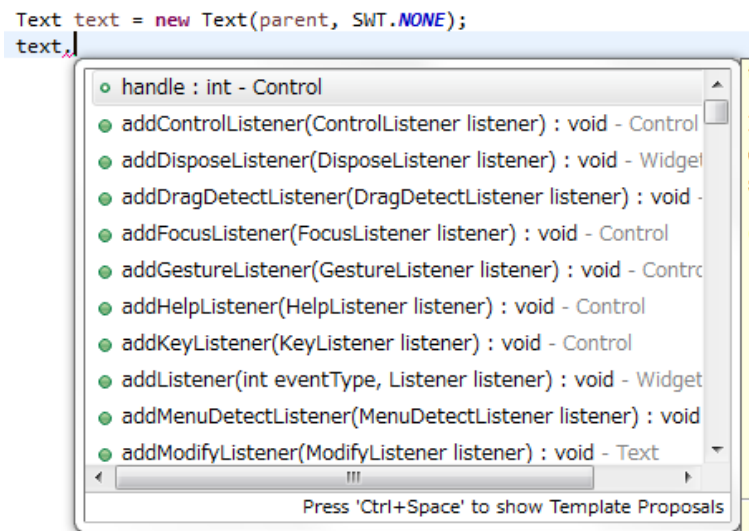 Text text = new Text(parent, SWT.NONE);
text.
handle : int - Control
addControlListener(ControlListener listener) : void - Control
addDisposeListener(DisposeListener listener) : void - Widget
addDragDetectListener(DragDetectListener listener) : void -
addFocusListener(FocusListener listener) : void - Control
addGestureListener(GestureListener listener) : void - Contro
addHelpListener(HelpListener listener) : void - Control
addKeyListener(KeyListener listener) : void - Control
addListener(int eventType, Listener listener) : void - Widget
addMenuDetectListener(MenuDetectListener listener) : void
addModifyListener(ModifyListener listener) : void - Text
Press 'Ctrl+Space' to show Template Proposals